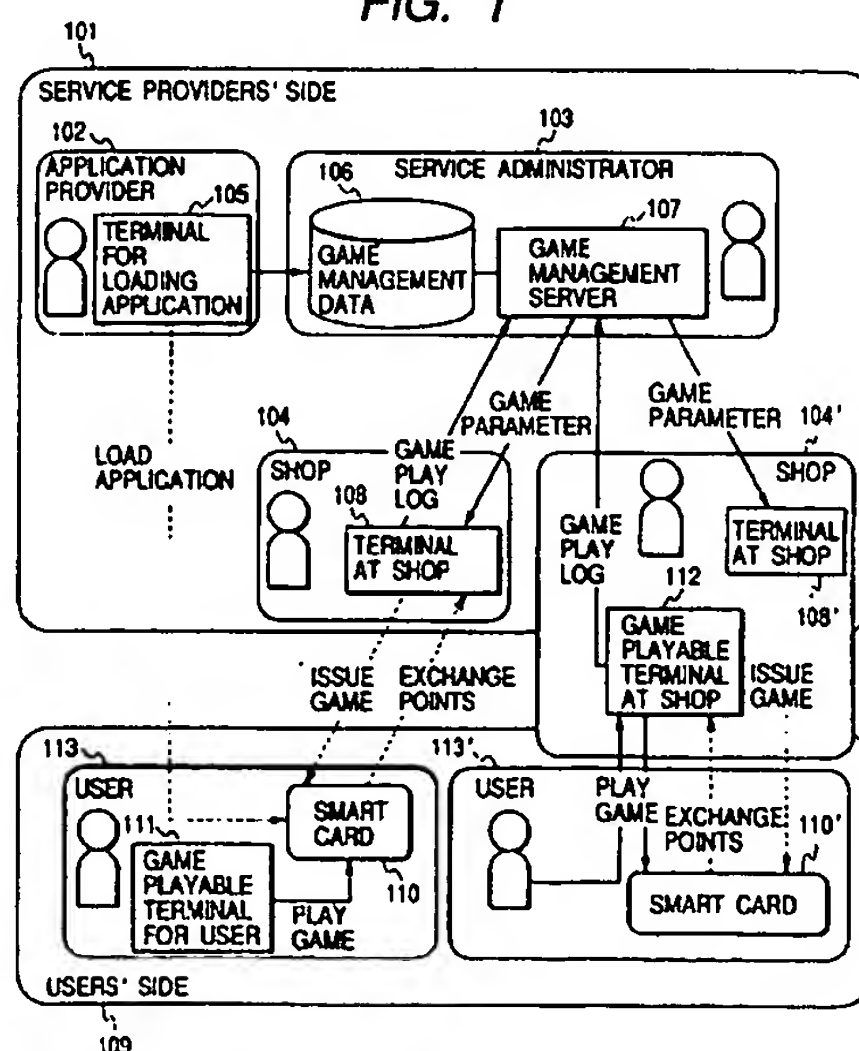 FIG. 1
101
SERVICE PROVIDERS' SIDE
102
APPLICATION
PROVIDER
105
TERMINAL
FOR
LOADING
APPLICATION
103
SERVICE ADMINISTRATOR
106
GAME
MANAGEMENT
DATA
107
GAME
MANAGEMENT
SERVER
LOAD
APPLICATION
104
SHOP
108
TERMINAL
AT SHOP
GAME
PLAY
LOG
GAME
PARAMETER
GAME
PARAMETER
104'
SHOP
TERMINAL
AT SHOP
108'
GAME
PLAY
LOG
112
GAME
PLAYABLE
TERMINAL
AT SHOP
ISSUE
GAME
ISSUE
GAME
EXCHANGE
POINTS
113
USER
111
GAME
PLAYABLE
TERMINAL
FOR USER
SMART
CARD
110
PLAY
GAME
113'
USER
PLAY
GAME
EXCHANGE
POINTS
110'
SMART CARD
USERS' SIDE
109